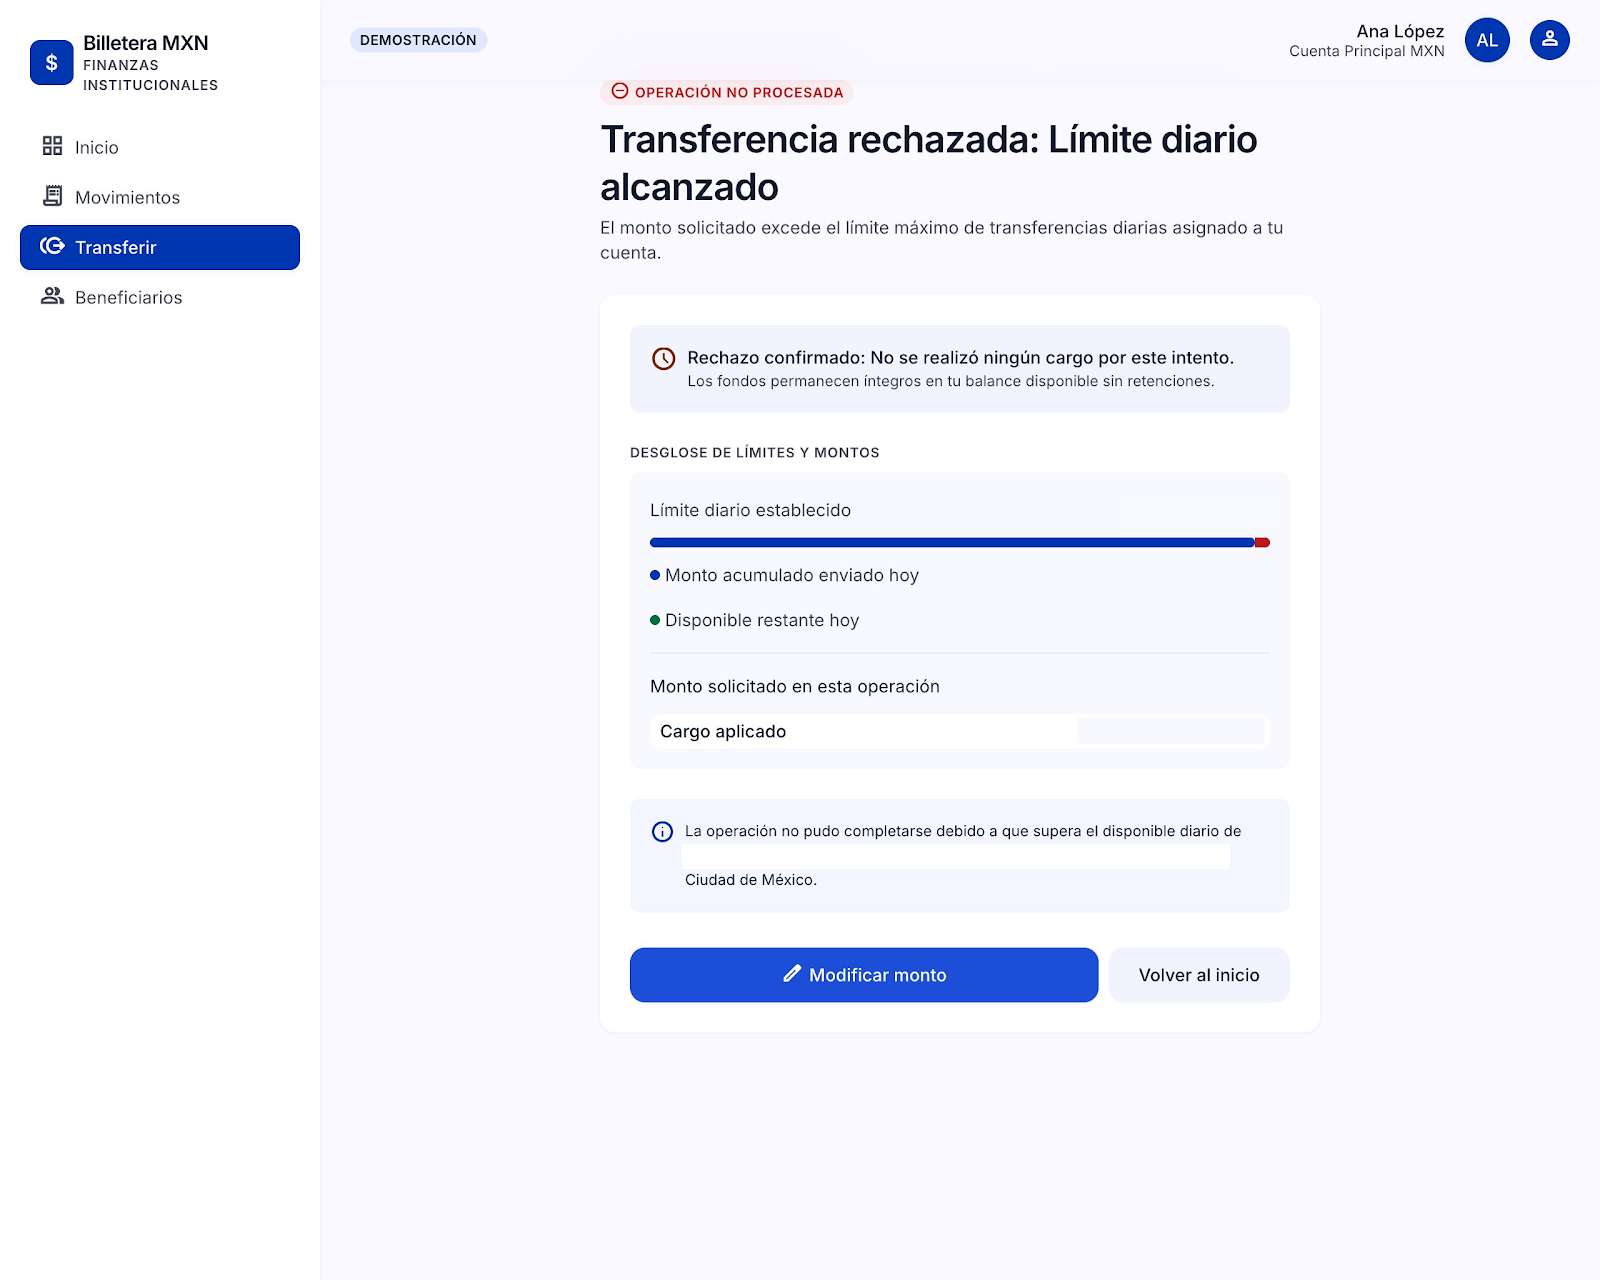 $
Billetera MXN
FINANZAS
INSTITUCIONALES
Inicio
Movimientos
Transferir
Beneficiarios
DEMOSTRACIÓN
Ana López
Cuenta Principal MXN
AL
OPERACIÓN NO PROCESADA
Transferencia rechazada: Límite diario
alcanzado
El monto solicitado excede el límite máximo de transferencias diarias asignado a tu
cuenta.
Rechazo confirmado: No se realizó ningún cargo por este intento.
Los fondos permanecen íntegros en tu balance disponible sin retenciones.
DESGLOSE DE LÍMITES Y MONTOS
Límite diario establecido
Monto acumulado enviado hoy
Disponible restante hoy
Monto solicitado en esta operación
Cargo aplicado
La operación no pudo completarse debido a que supera el disponible diario de
Ciudad de México.
Modificar monto
Volver al inicio